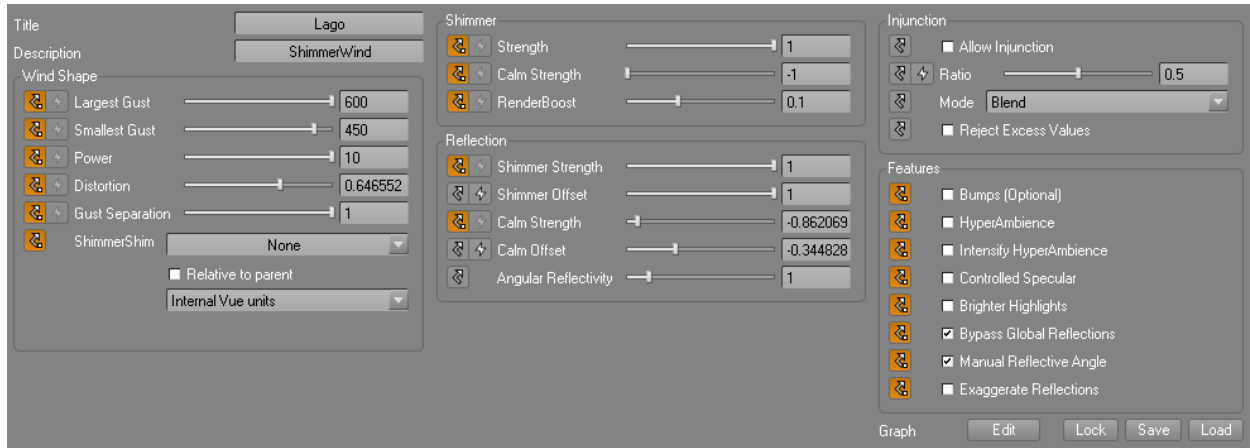 Title Lago
Description ShimmerWind
Wind Shape
Largest Gust 600
Smallest Gust 450
Power 10
Distortion 0.646552
Gust Separation 1
ShimmerShim None
Relative to parent
Internal Vue units
Shimmer
Strength 1
Calm Strength -1
RenderBoost 0.1
Reflection
Shimmer Strength 1
Shimmer Offset 1
Calm Strength -0.862069
Calm Offset -0.344828
Angular Reflectivity 1
Injunction
Allow Injunction
Ratio 0.5
Mode Blend
Reject Excess Values
Features
Bumps (Optional)
HyperAmbience
Intensify HyperAmbience
Controlled Specular
Brighter Highlights
Bypass Global Reflections
Manual Reflective Angle
Exaggerate Reflections
Graph Edit Lock Save Load